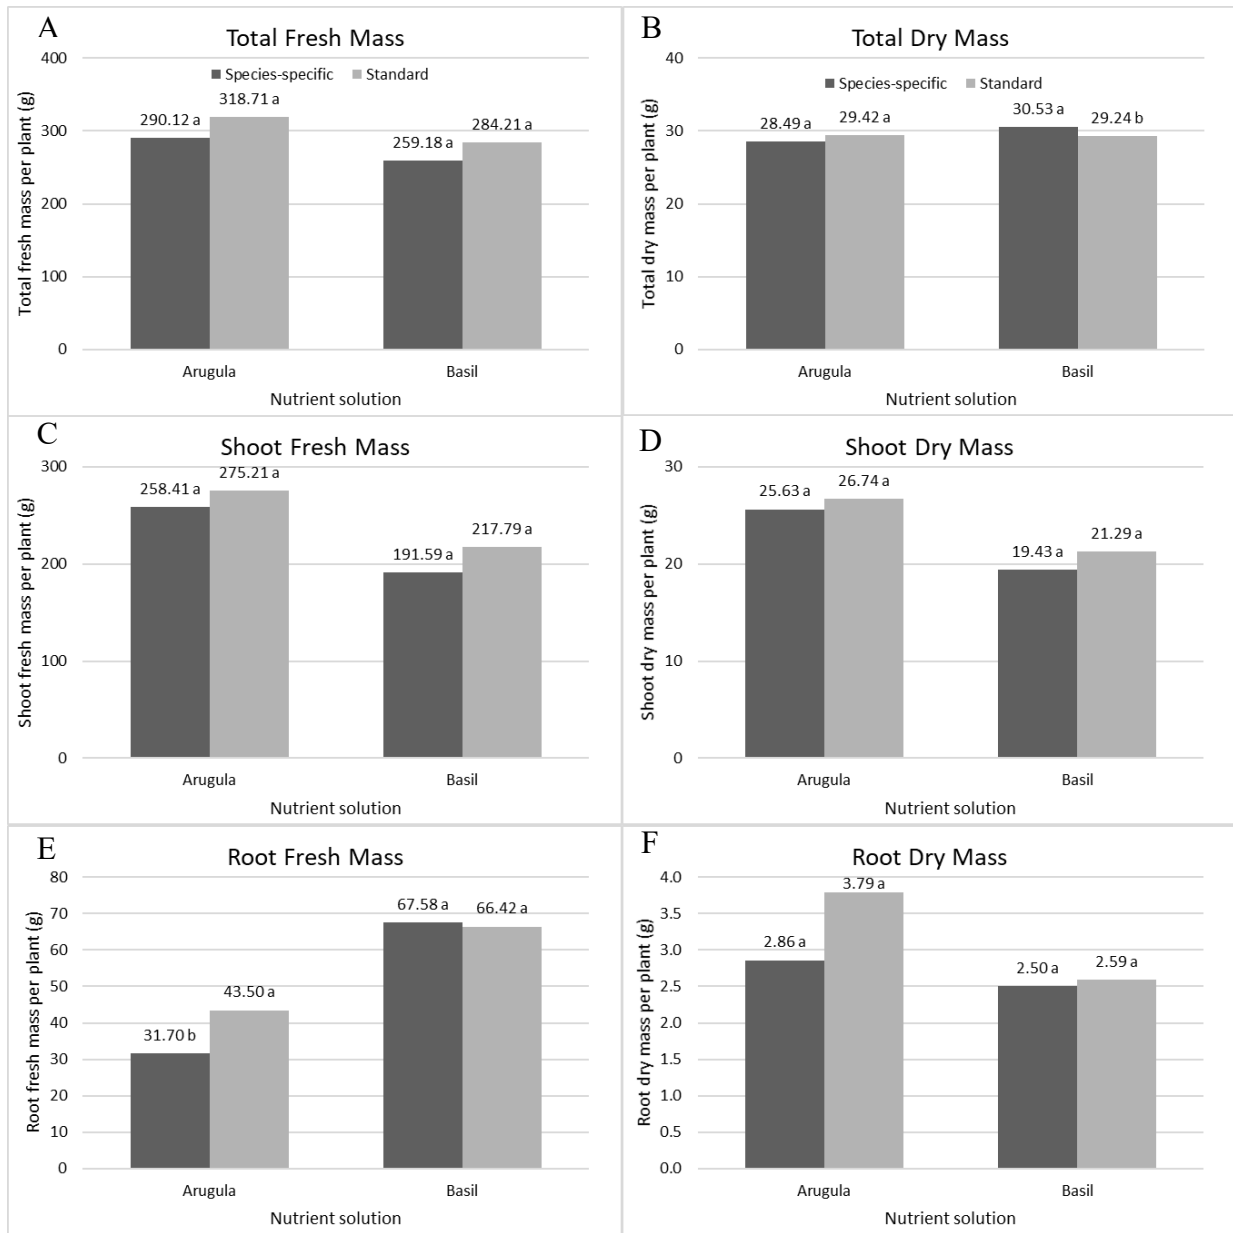 A
Total Fresh Mass
Species-specific Standard
Total fresh mass per plant (g)
400
300
200
100
0
290.12 a
318.71 a
259.18 a
284.21 a
Arugula
Basil
Nutrient solution
B
Total Dry Mass
Species-specific Standard
Total dry mass per plant (g)
40
30
20
10
0
28.49 a
29.42 a
30.53 a
29.24 b
Arugula
Basil
Nutrient solution
C
Shoot Fresh Mass
Shoot fresh mass per plant (g)
300
200
100
0
258.41 a
275.21 a
191.59 a
217.79 a
Arugula
Basil
Nutrient solution
D
Shoot Dry Mass
Shoot dry mass per plant (g)
30
20
10
0
25.63 a
26.74 a
19.43 a
21.29 a
Arugula
Basil
Nutrient solution
E
Root Fresh Mass
Root fresh mass per plant (g)
80
70
60
50
40
30
20
10
0
31.70 b
43.50 a
67.58 a
66.42 a
Arugula
Basil
Nutrient solution
F
Root Dry Mass
Root dry mass per plant (g)
4.0
3.5
3.0
2.5
2.0
1.5
1.0
0.5
0.0
2.86 a
3.79 a
2.50 a
2.59 a
Arugula
Basil
Nutrient solution